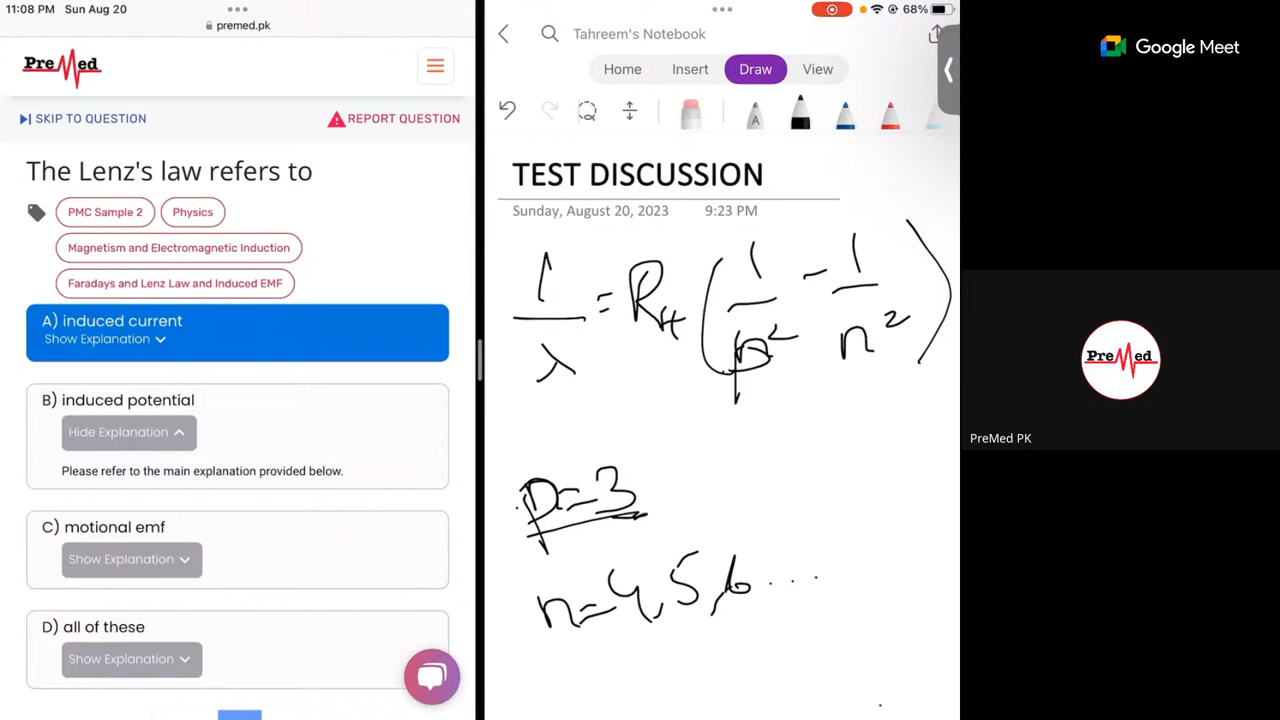 11:08 PM Sun Aug 20
premed.pk
PreMed
SKIP TO QUESTION
REPORT QUESTION
The Lenz's law refers to
PMC Sample 2
Physics
Magnetism and Electromagnetic Induction
Faradays and Lenz Law and Induced EMF
A) induced current
Show Explanation
B) induced potential
Hide Explanation
Please refer to the main explanation provided below.
C) motional emf
Show Explanation
D) all of these
Show Explanation
68%
Tahreem's Notebook
Home Insert Draw View
A
TEST DISCUSSION
Sunday, August 20, 2023 9:23 PM
1/λ = R_H (1/p² - 1/n²)
p=3
n=4,5,6...
Google Meet
PreMed
PreMed PK